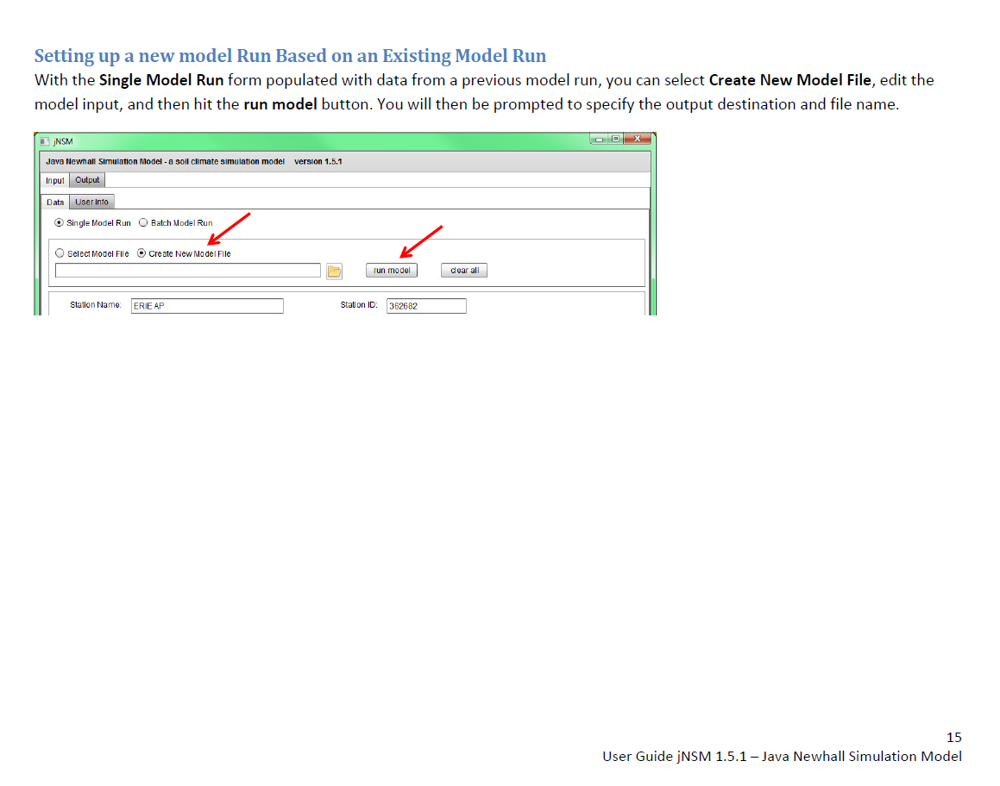 Setting up a new model Run Based on an Existing Model Run
With the Single Model Run form populated with data from a previous model run, you can select Create New Model File, edit the
model input, and then hit the run model button. You will then be prompted to specify the output destination and file name.
jNSM
Java Newhall Simulation Model - a soil climate simulation model version 1.5.1
Input Output
Data User Info
Single Model Run Batch Model Run
Select Model File Create New Model File
run model clear all
Station Name: ERIE AP Station ID: 362682
15
User Guide jNSM 1.5.1 – Java Newhall Simulation Model